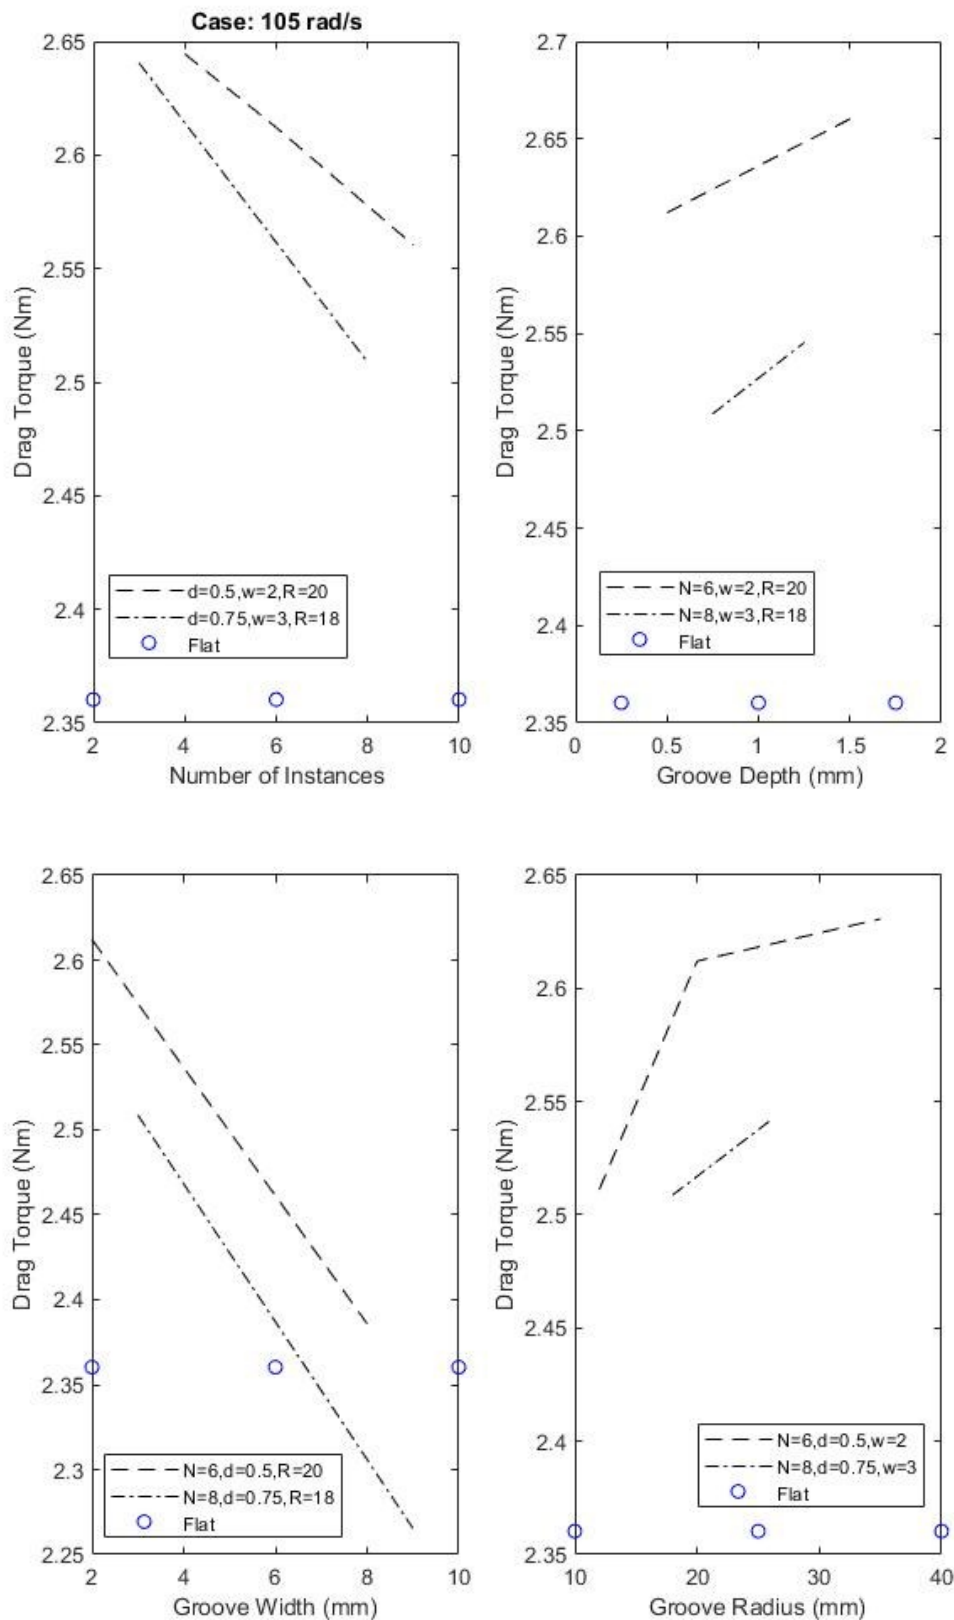 Case: 105 rad/s
2.65
2.6
2.55
2.5
2.45
2.4
2.35
Drag Torque (Nm)
d=0.5,w=2,R=20
d=0.75,w=3,R=18
Flat
2 4 6 8 10
Number of Instances
2.7
2.65
2.6
2.55
2.5
2.45
2.4
2.35
Drag Torque (Nm)
N=6,w=2,R=20
N=8,w=3,R=18
Flat
0 0.5 1 1.5 2
Groove Depth (mm)
2.65
2.6
2.55
2.5
2.45
2.4
2.35
2.3
2.25
Drag Torque (Nm)
N=6,d=0.5,R=20
N=8,d=0.75,R=18
Flat
2 4 6 8 10
Groove Width (mm)
2.65
2.6
2.55
2.5
2.45
2.4
2.35
Drag Torque (Nm)
N=6,d=0.5,w=2
N=8,d=0.75,w=3
Flat
10 20 30 40
Groove Radius (mm)